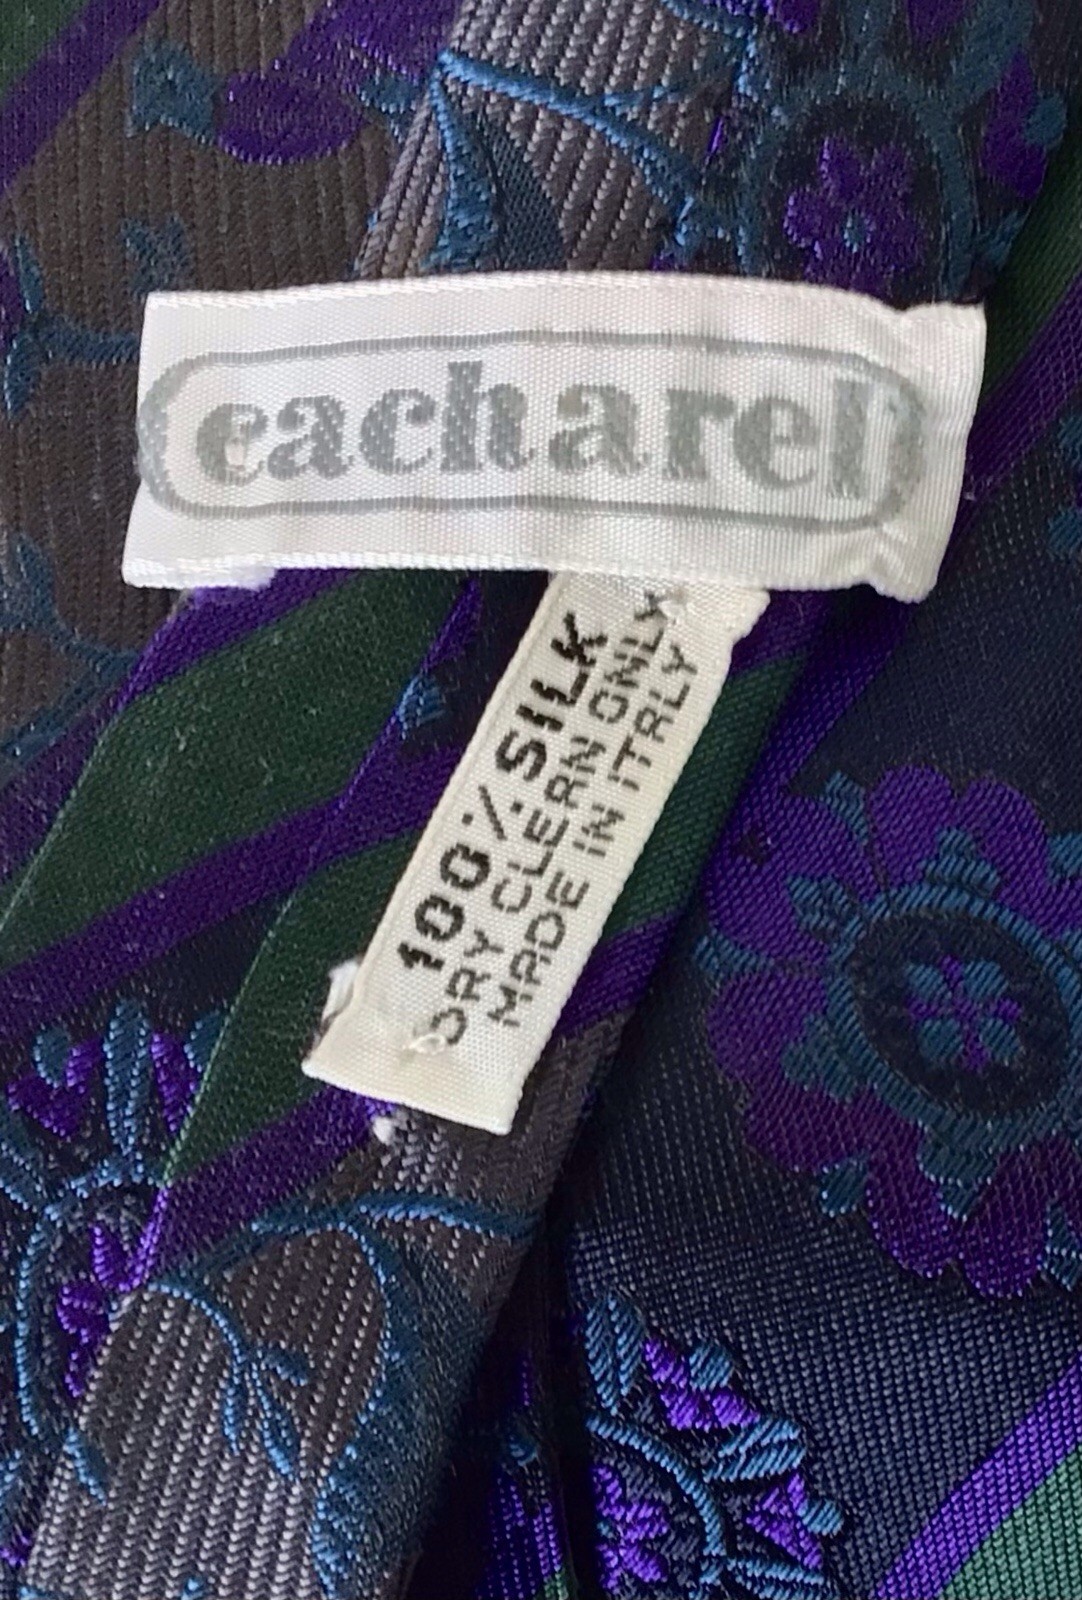 cacharel
100% SILK
DRY CLEAN ONLY
MADE IN ITALY